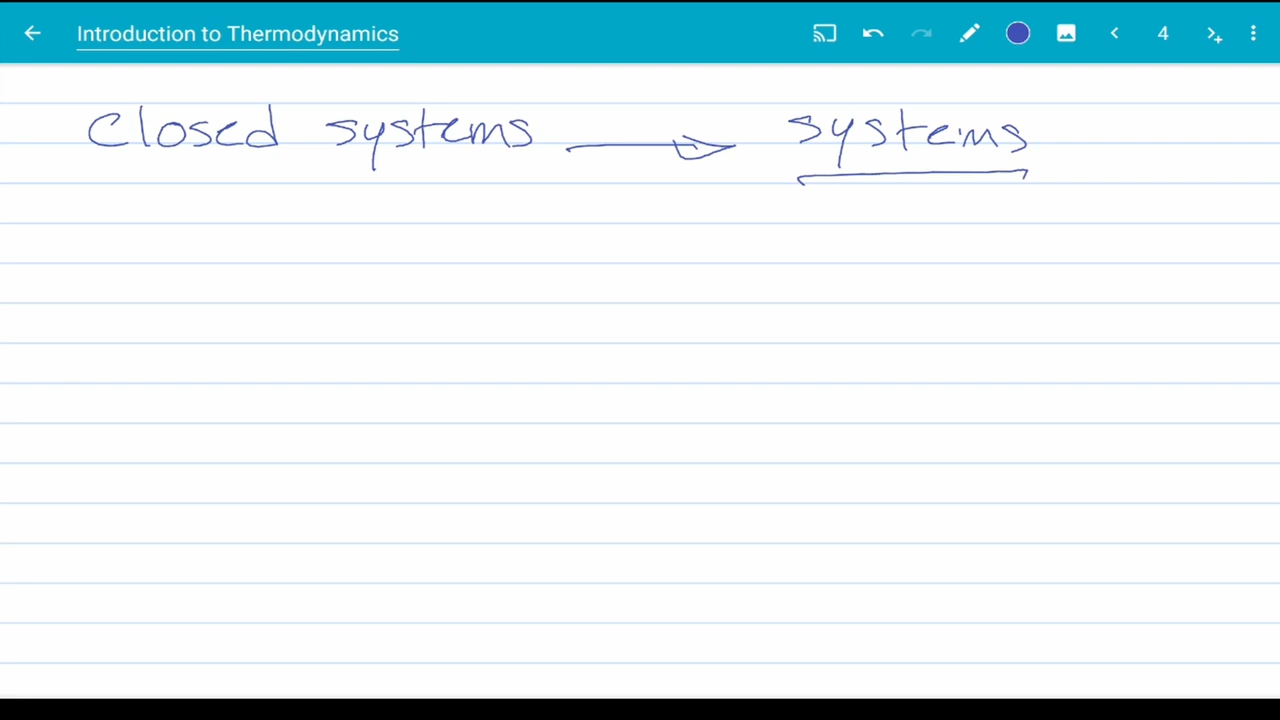 Introduction to Thermodynamics
4
Closed systems → systems